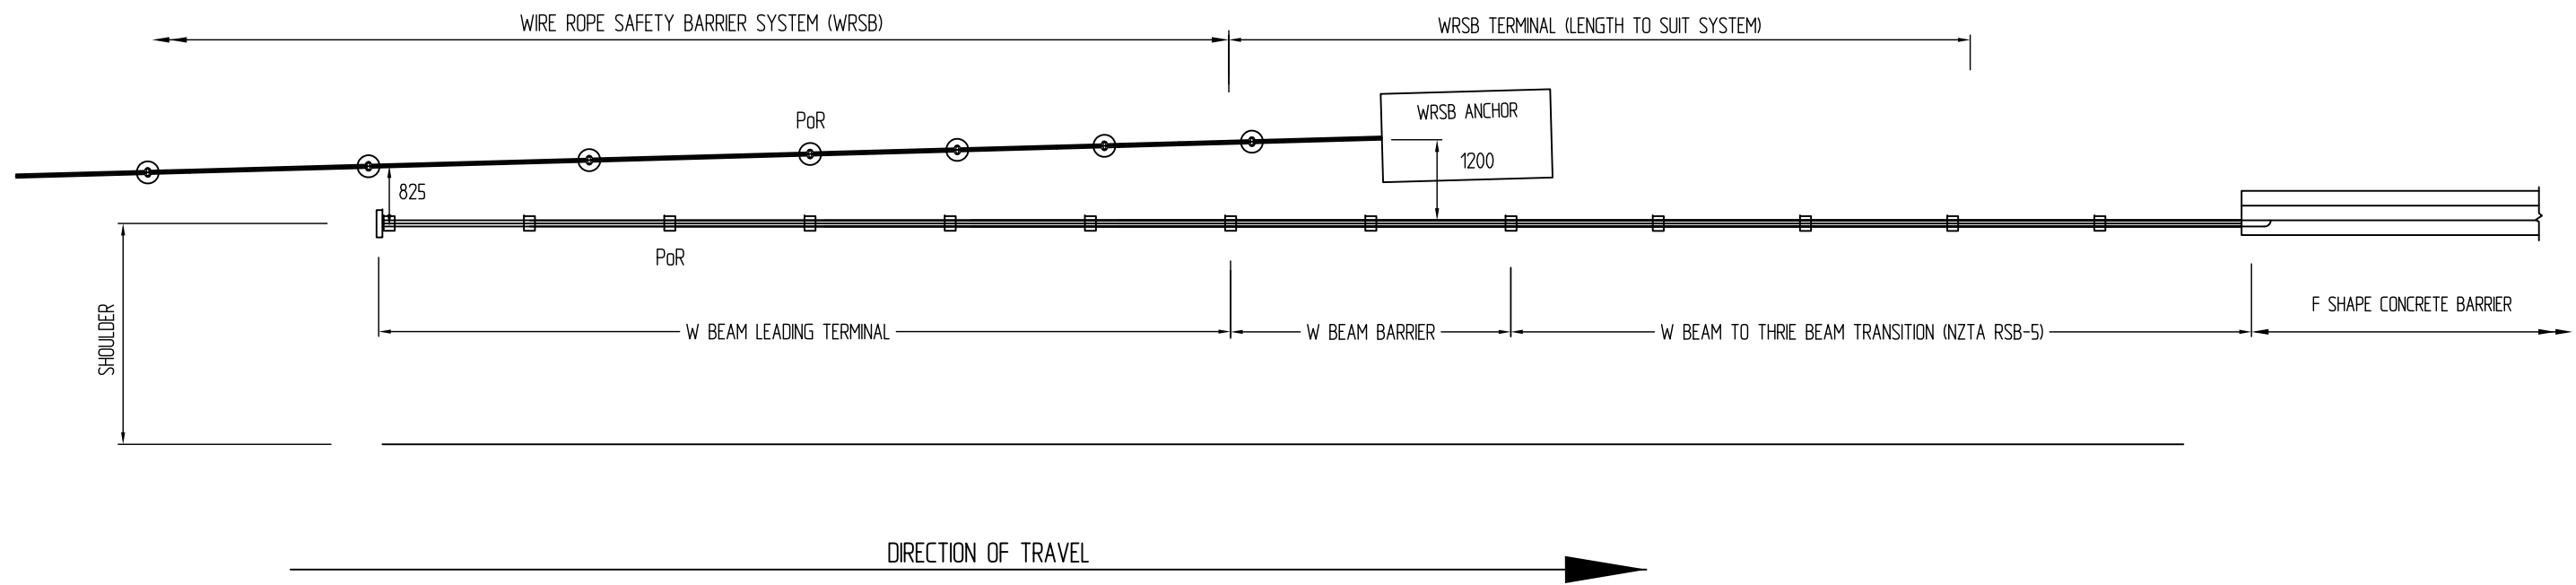 WIRE ROPE SAFETY BARRIER SYSTEM (WRSB)
WRSB TERMINAL (LENGTH TO SUIT SYSTEM)
WRSB ANCHOR
PoR
1200
825
PoR
SHOULDER
F SHAPE CONCRETE BARRIER
W BEAM LEADING TERMINAL
W BEAM BARRIER
W BEAM TO THRIE BEAM TRANSITION (NZTA RSB-5)
DIRECTION OF TRAVEL